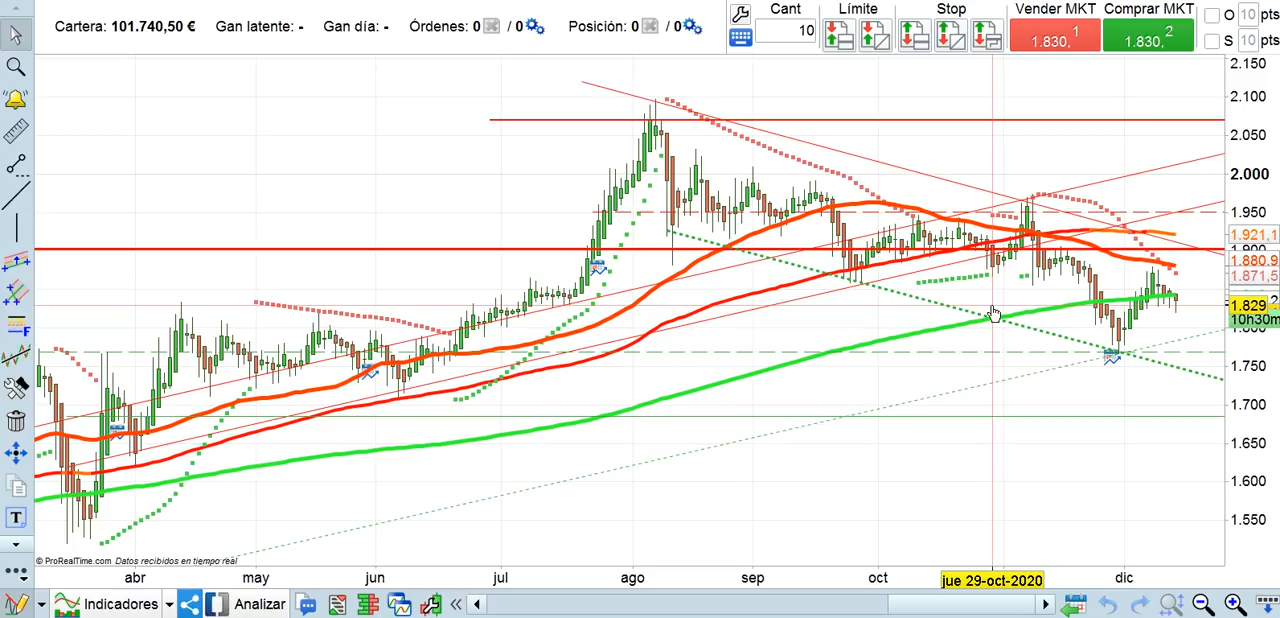 Cartera: 101.740,50 € Gan latente: - Gan día: - Órdenes: 0 / 0 Posición: 0 / 0
Cant Límite Stop Vender MKT Comprar MKT
10
1.830,1 1.830,2
O 10 pts
S 10 pts
2.150
2.100
2.050
2.000
1.950
1.921,1
1.880,9
1.871,5
1.829
10h30m
1.750
1.700
1.650
1.600
1.550
© ProRealTime.com Datos recibidos en tiempo real
abr may jun jul ago sep oct jue 29-oct-2020 dic
Indicadores Analizar